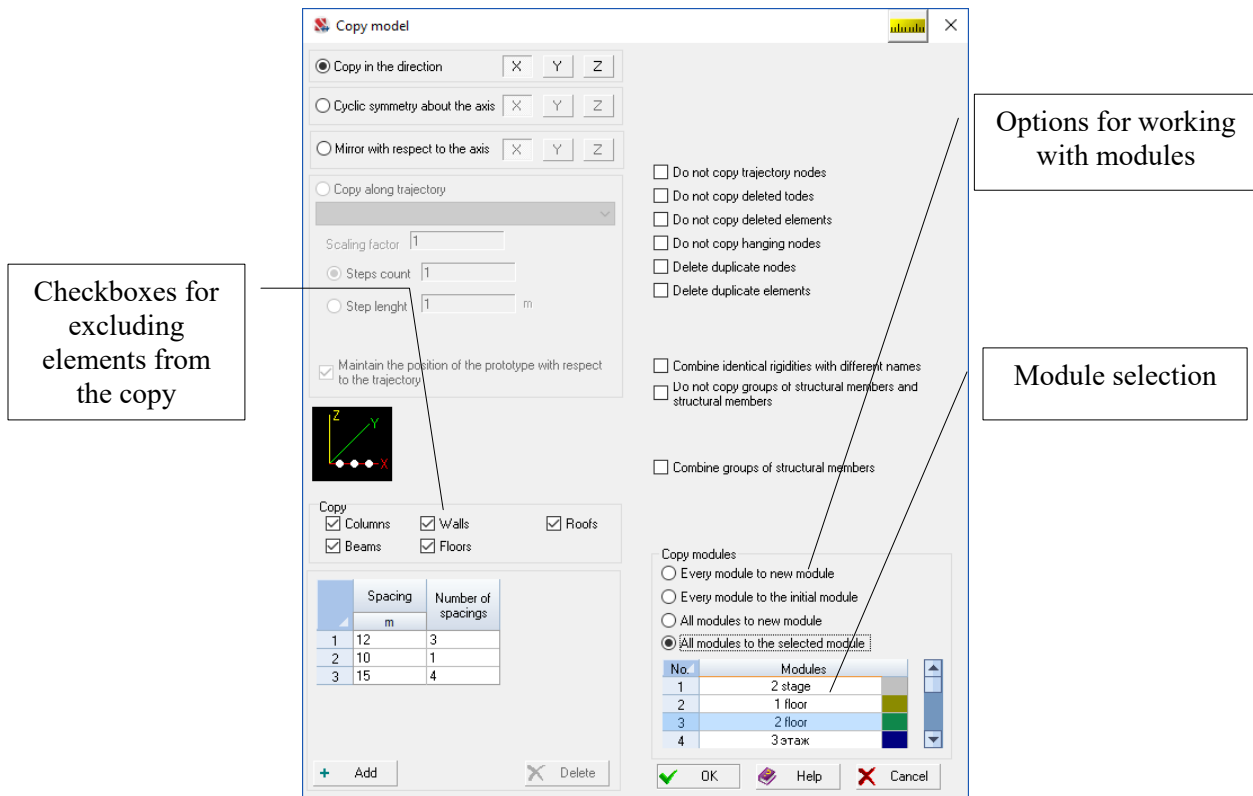 Copy model
Copy in the direction X Y Z
Cyclic symmetry about the axis X Y Z
Mirror with respect to the axis X Y Z
Copy along trajectory
Scaling factor 1
Steps count 1
Step lenght 1 m
Maintain the position of the prototype with respect
to the trajectory
Z
Y
X
Copy
Columns Walls Roofs
Beams Floors
Spacing Number of
spacings
m
1 12 3
2 10 1
3 15 4
Add Delete
Do not copy trajectory nodes
Do not copy deleted todes
Do not copy deleted elements
Do not copy hanging nodes
Delete duplicate nodes
Delete duplicate elements
Combine identical rigidities with different names
Do not copy groups of structural members and
structural members
Combine groups of structural members
Copy modules
Every module to new module
Every module to the initial module
All modules to new module
All modules to the selected module
No. Modules
1 2 stage
2 1 floor
3 2 floor
4 3 этаж
OK Help Cancel
Checkboxes for
excluding
elements from
the copy
Options for working
with modules
Module selection